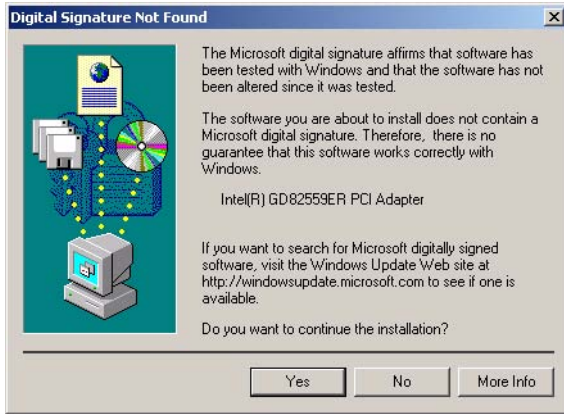 Digital Signature Not Found
The Microsoft digital signature affirms that software has
been tested with Windows and that the software has not
been altered since it was tested.
The software you are about to install does not contain a
Microsoft digital signature. Therefore,  there is no
guarantee that this software works correctly with
Windows.
Intel(R) GD82559ER PCI Adapter
If you want to search for Microsoft digitally signed
software, visit the Windows Update Web site at
http://windowsupdate.microsoft.com to see if one is
available.
Do you want to continue the installation?
Yes
No
More Info